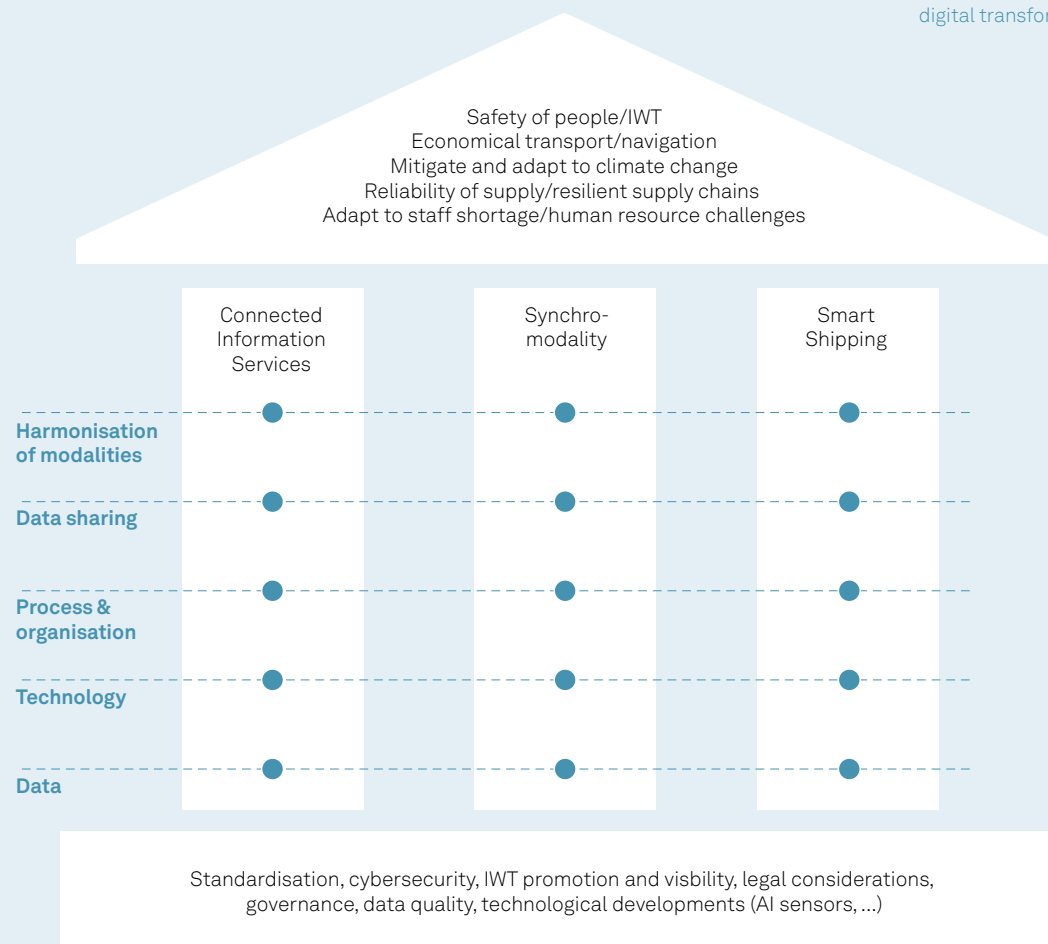 digital transfor
Safety of people/IWT
Economical transport/navigation
Mitigate and adapt to climate change
Reliability of supply/resilient supply chains
Adapt to staff shortage/human resource challenges
Connected
Information
Services
Synchro-
modality
Smart
Shipping
Harmonisation
of modalities
Data sharing
Process &
organisation
Technology
Data
Standardisation, cybersecurity, IWT promotion and visbility, legal considerations,
governance, data quality, technological developments (AI sensors, ...)